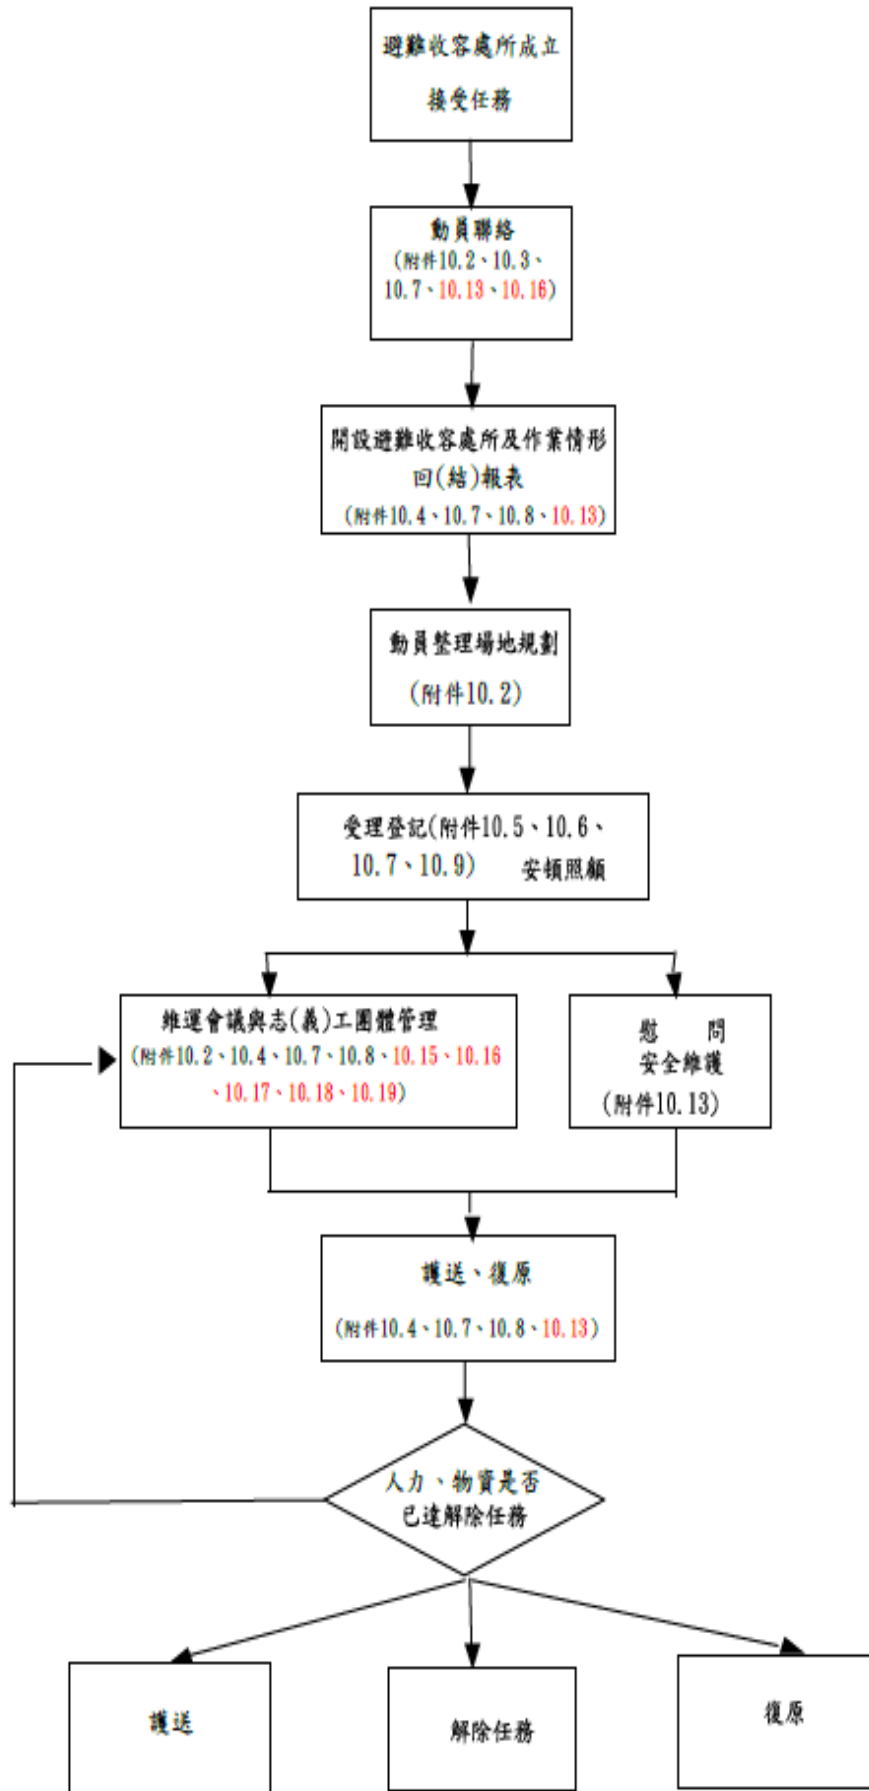 避難收容處所成立
接受任務
動員聯絡
(附件10.2、10.3、
10.7、10.13、10.16)
開設避難收容處所及作業情形
回(結)報表
(附件10.4、10.7、10.8、10.13)
動員整理場地規劃
(附件10.2)
受理登記(附件10.5、10.6、
10.7、10.9) 安頓照顧
維運會議與志(義)工團體管理
(附件10.2、10.4、10.7、10.8、10.15、10.16
、10.17、10.18、10.19)
慰 問
安全維護
(附件10.13)
護送、復原
(附件10.4、10.7、10.8、10.13)
人力、物資是否
已達解除任務
護送
解除任務
復原